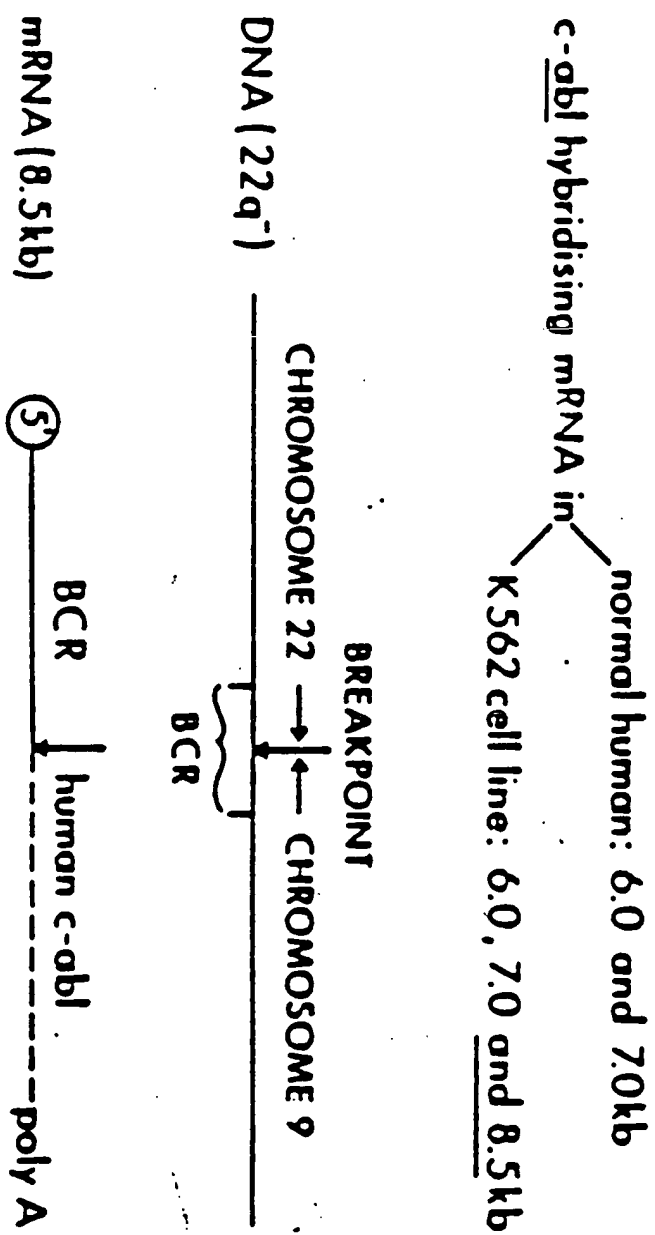 normal human: 6.0 and 7.0kb
c-abl hybridising mRNA in
K562 cell line: 6.0, 7.0 and 8.5kb
BREAKPOINT
CHROMOSOME 22 → ← CHROMOSOME 9
DNA (22q⁻)
BCR
BCR human c-abl
mRNA (8.5kb) 5' poly A